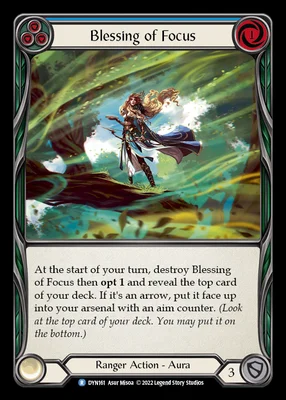 Blessing of Focus
At the start of your turn, destroy Blessing
of Focus then opt 1 and reveal the top card
of your deck. If it's an arrow, put it face up
into your arsenal with an aim counter. (Look
at the top card of your deck. You may put it on
the bottom.)
Ranger Action - Aura
3
R DYN161 Asur Misoa © 2022 Legend Story Studios